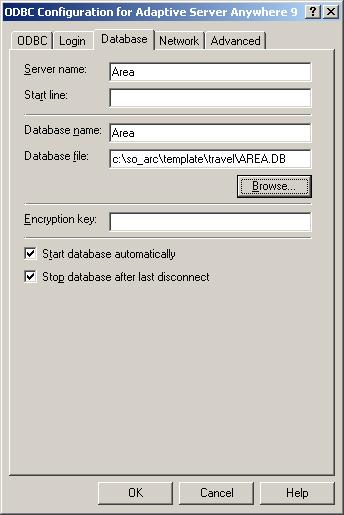 ODBC Configuration for Adaptive Server Anywhere 9
ODBC Login Database Network Advanced
Server name: Area
Start line:
Database name: Area
Database file: c:\so_arc\template\travel\AREA.DB
Browse...
Encryption key:
Start database automatically
Stop database after last disconnect
OK Cancel Help